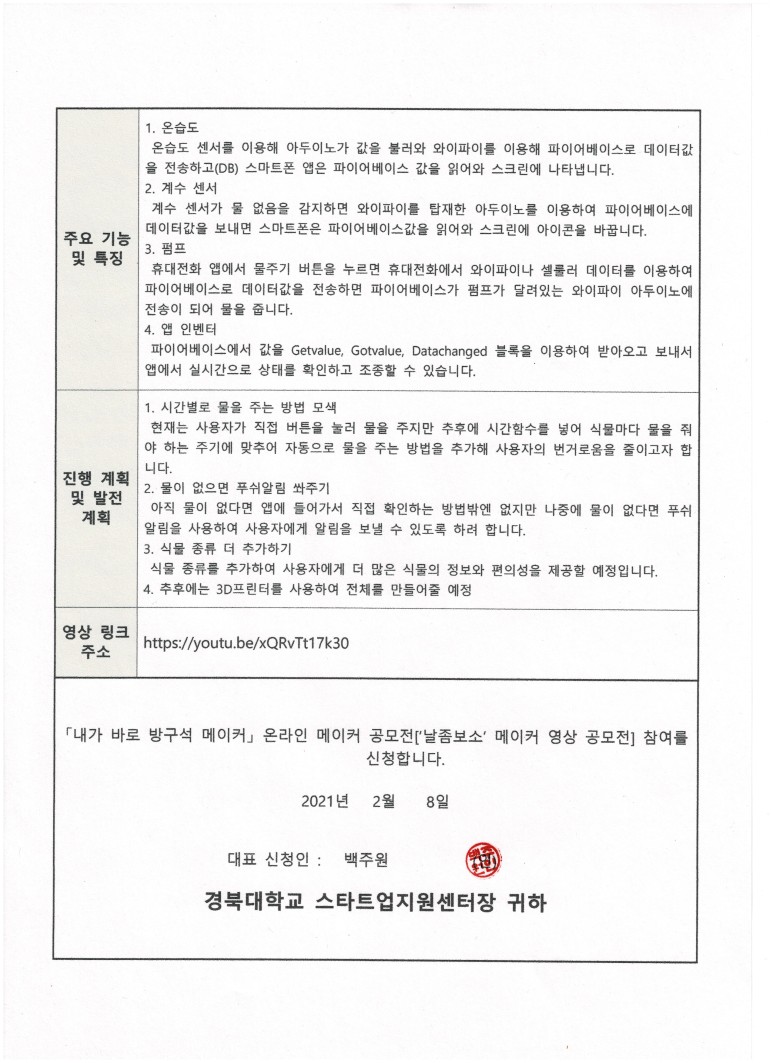 주요 기능
및 특징
1. 온습도
온습도 센서를 이용해 아두이노가 값을 불러와 와이파이를 이용해 파이어베이스로 데이터값
을 전송하고(DB) 스마트폰 앱은 파이어베이스 값을 읽어와 스크린에 나타냅니다.
2. 계수 센서
계수 센서가 물 없음을 감지하면 와이파이를 탑재한 아두이노를 이용하여 파이어베이스에
데이터값을 보내면 스마트폰은 파이어베이스값을 읽어와 스크린에 아이콘을 바꿉니다.
3. 펌프
휴대전화 앱에서 물주기 버튼을 누르면 휴대전화에서 와이파이나 셀룰러 데이터를 이용하여
파이어베이스로 데이터값을 전송하면 파이어베이스가 펌프가 달려있는 와이파이 아두이노에
전송이 되어 물을 줍니다.
4. 앱 인벤터
파이어베이스에서 값을 Getvalue, Gotvalue, Datachanged 블록을 이용하여 받아오고 보내서
앱에서 실시간으로 상태를 확인하고 조종할 수 있습니다.
진행 계획
및 발전
계획
1. 시간별로 물을 주는 방법 모색
현재는 사용자가 직접 버튼을 눌러 물을 주지만 추후에 시간함수를 넣어 식물마다 물을 줘
야 하는 주기에 맞추어 자동으로 물을 주는 방법을 추가해 사용자의 번거로움을 줄이고자 합
니다.
2. 물이 없으면 푸쉬알림 쏴주기
아직 물이 없다면 앱에 들어가서 직접 확인하는 방법밖엔 없지만 나중에 물이 없다면 푸쉬
알림을 사용하여 사용자에게 알림을 보낼 수 있도록 하려 합니다.
3. 식물 종류 더 추가하기
식물 종류를 추가하여 사용자에게 더 많은 식물의 정보와 편의성을 제공할 예정입니다.
4. 추후에는 3D프린터를 사용하여 전체를 만들어줄 예정
영상 링크
주소
https://youtu.be/xQRvTt17k30
「내가 바로 방구석 메이커」 온라인 메이커 공모전['날좀보소' 메이커 영상 공모전] 참여를
신청합니다.
2021년 2월 8일
대표 신청인 : 백주원
경북대학교 스타트업지원센터장 귀하